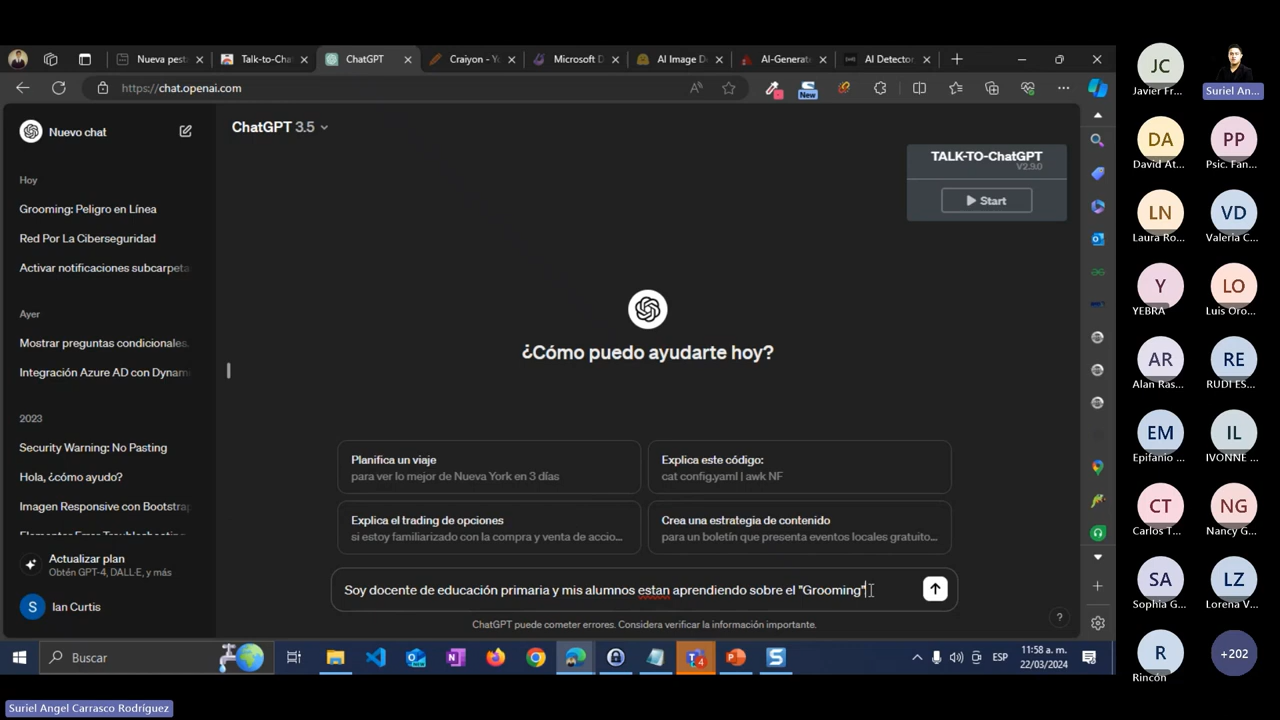 Nueva pest
Talk-to-Cha
ChatGPT
Craiyon - Yo
Microsoft D
AI Image D
AI-Generat
AI Detector
https://chat.openai.com
New
Nuevo chat
Hoy
Grooming: Peligro en Línea
Red Por La Ciberseguridad
Activar notificaciones subcarpeta
Ayer
Mostrar preguntas condicionales.
Integración Azure AD con Dynam
2023
Security Warning: No Pasting
Hola, ¿cómo ayudo?
Imagen Responsive con Bootstrap
Elementor Error Troubleshooting
Actualizar plan
Obtén GPT-4, DALL·E, y más
S
Ian Curtis
ChatGPT 3.5
TALK-TO-ChatGPT
V2.9.0
Start
¿Cómo puedo ayudarte hoy?
Planifica un viaje
para ver lo mejor de Nueva York en 3 días
Explica este código:
cat config.yaml | awk NF
Explica el trading de opciones
si estoy familiarizado con la compra y venta de accio...
Crea una estrategia de contenido
para un boletín que presenta eventos locales gratuito...
Soy docente de educación primaria y mis alumnos estan aprendiendo sobre el "Grooming"
ChatGPT puede cometer errores. Considera verificar la información importante.
?
Buscar
4
ESP
11:58 a. m.
22/03/2024
JC
Javier Fr...
Suriel An...
DA
David At...
PP
Psic. Fan...
LN
Laura Ro...
VD
Valeria C...
Y
YEBRA
LO
Luis Oro...
AR
Alan Ras...
RE
RUDI ES...
EM
Epifanio ...
IL
IVONNE ...
CT
Carlos T...
NG
Nancy G...
SA
Sophia G...
LZ
Lorena V...
R
Rincón
+202
Suriel Angel Carrasco Rodríguez